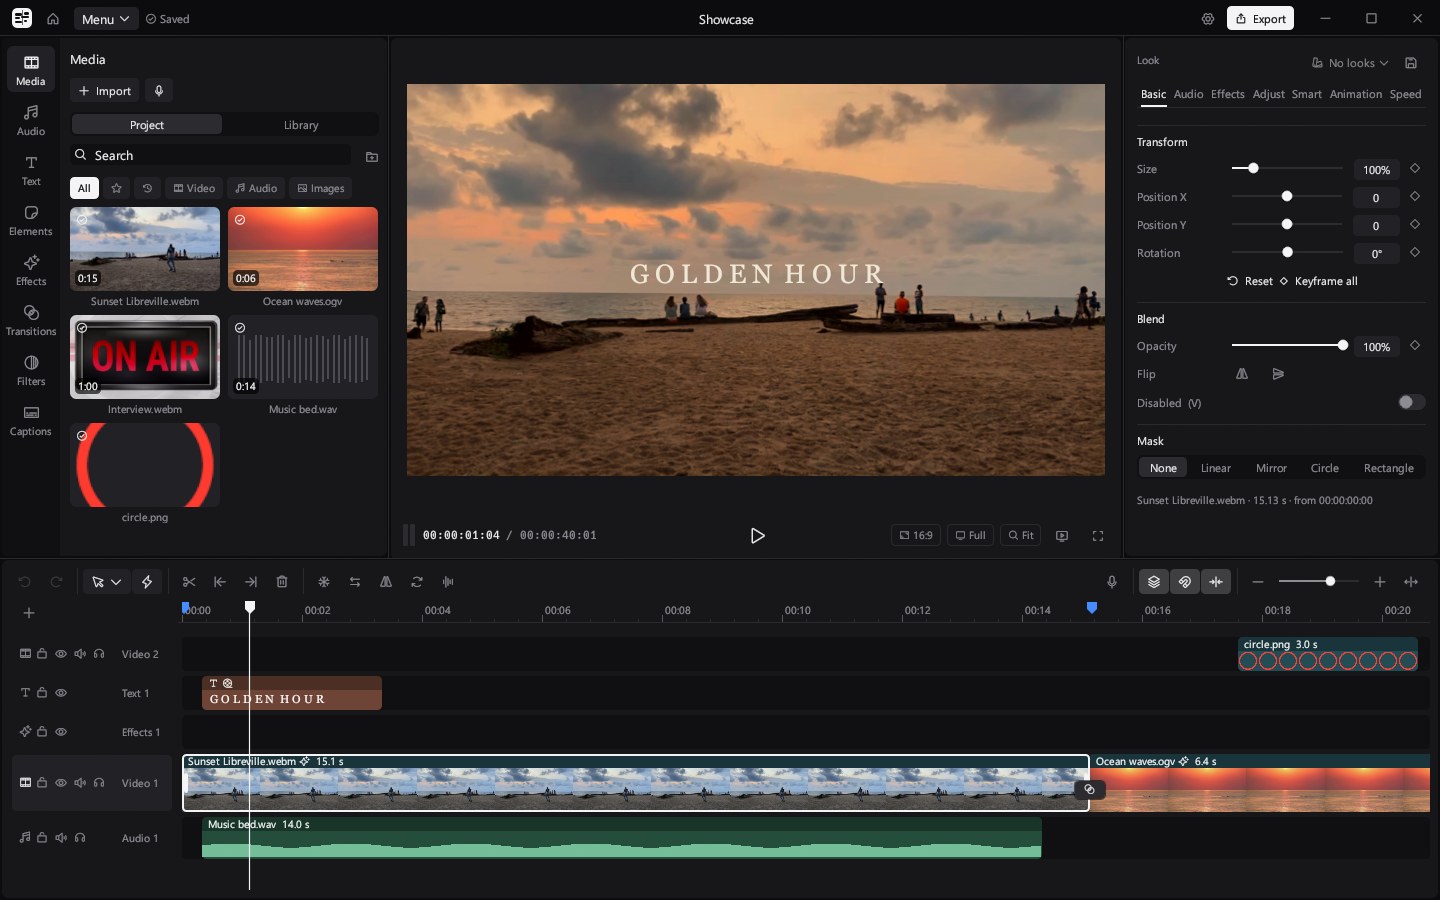 Menu
Saved
Showcase
Export
Media
Audio
Text
Elements
Effects
Transitions
Filters
Captions
Media
Import
Project
Library
Search
All
Video
Audio
Images
0:15
Sunset Libreville.webm
0:06
Ocean waves.ogv
ON AIR
1:00
Interview.webm
0:14
Music bed.wav
circle.png
GOLDEN HOUR
00:00:01:04 / 00:00:40:01
16:9
Full
Fit
Look
No looks
Basic Audio Effects Adjust Smart Animation Speed
Transform
Size 100%
Position X 0
Position Y 0
Rotation 0°
Reset Keyframe all
Blend
Opacity 100%
Flip
Disabled (V)
Mask
None Linear Mirror Circle Rectangle
Sunset Libreville.webm · 15.13 s · from 00:00:00:00
00:00 00:02 00:04 00:06 00:08 00:10 00:12 00:14 00:16 00:18 00:20
Video 2
circle.png 3.0 s
Text 1
T
GOLDEN HOUR
Effects 1
Video 1
Sunset Libreville.webm 15.1 s
Ocean waves.ogv 6.4 s
Audio 1
Music bed.wav 14.0 s